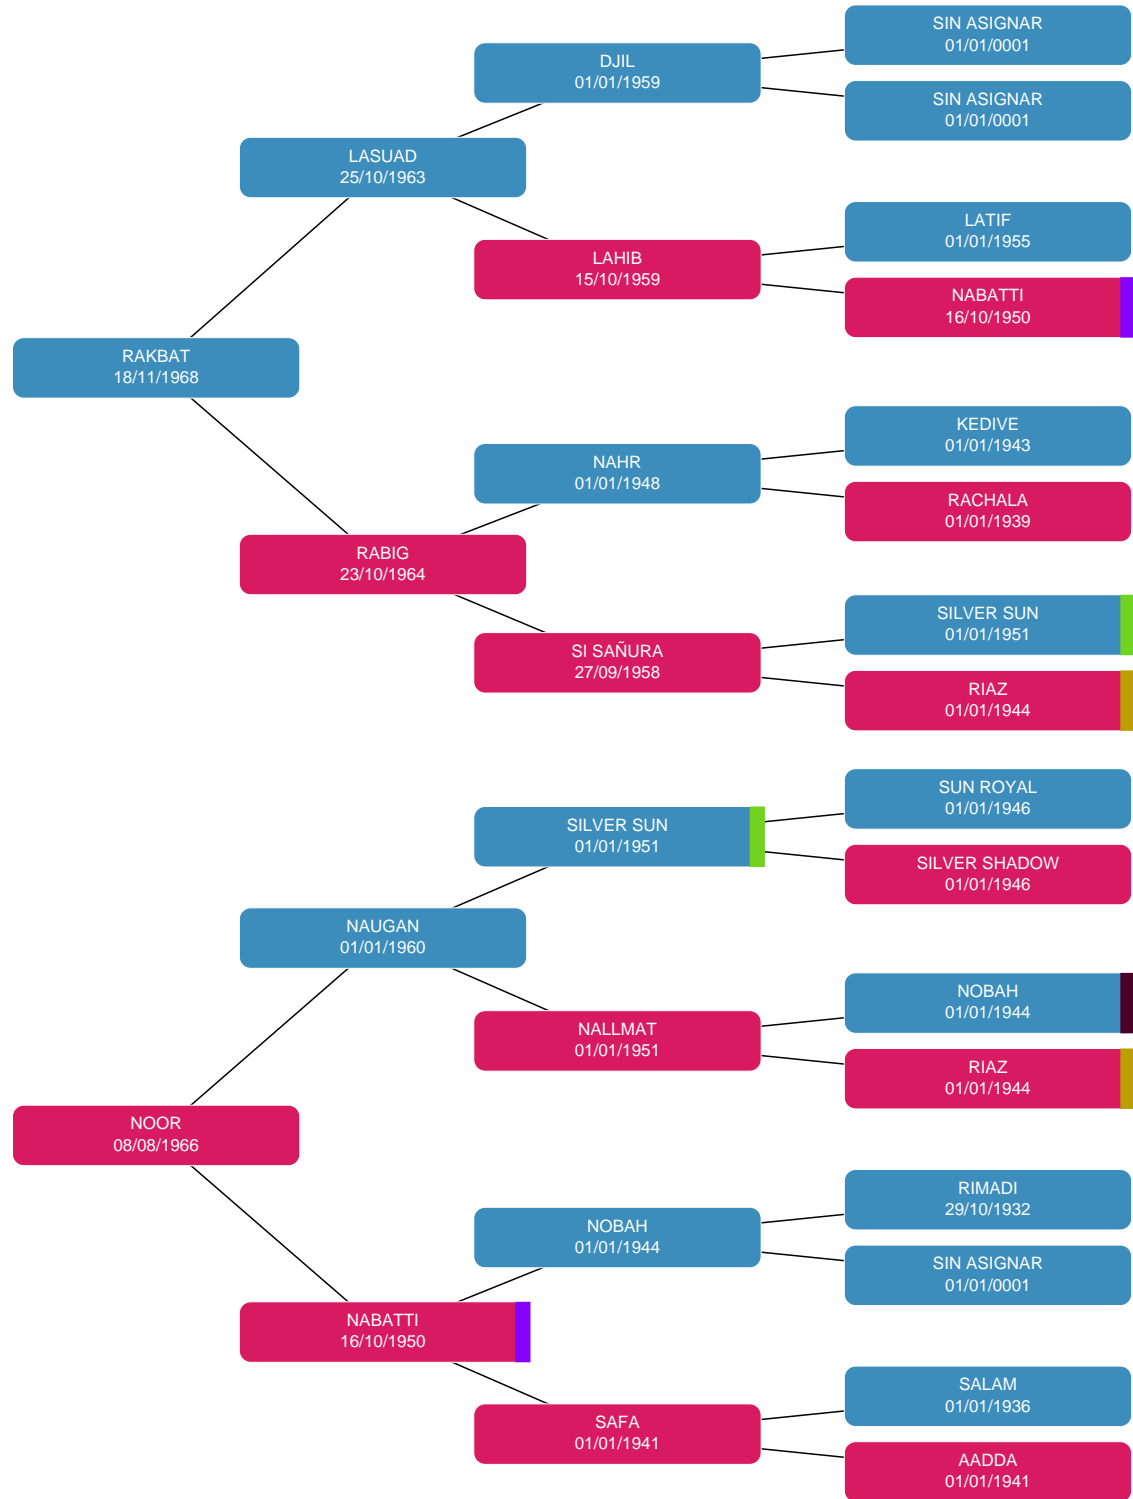 SIN ASIGNAR
01/01/0001
DJIL
01/01/1959
SIN ASIGNAR
01/01/0001
LASUAD
25/10/1963
LATIF
01/01/1955
LAHIB
15/10/1959
NABATTI
16/10/1950
RAKBAT
18/11/1968
KEDIVE
01/01/1943
NAHR
01/01/1948
RACHALA
01/01/1939
RABIG
23/10/1964
SILVER SUN
01/01/1951
SI SAÑURA
27/09/1958
RIAZ
01/01/1944
SUN ROYAL
01/01/1946
SILVER SUN
01/01/1951
SILVER SHADOW
01/01/1946
NAUGAN
01/01/1960
NOBAH
01/01/1944
NALLMAT
01/01/1951
RIAZ
01/01/1944
NOOR
08/08/1966
RIMADI
29/10/1932
NOBAH
01/01/1944
SIN ASIGNAR
01/01/0001
NABATTI
16/10/1950
SALAM
01/01/1936
SAFA
01/01/1941
AADDA
01/01/1941